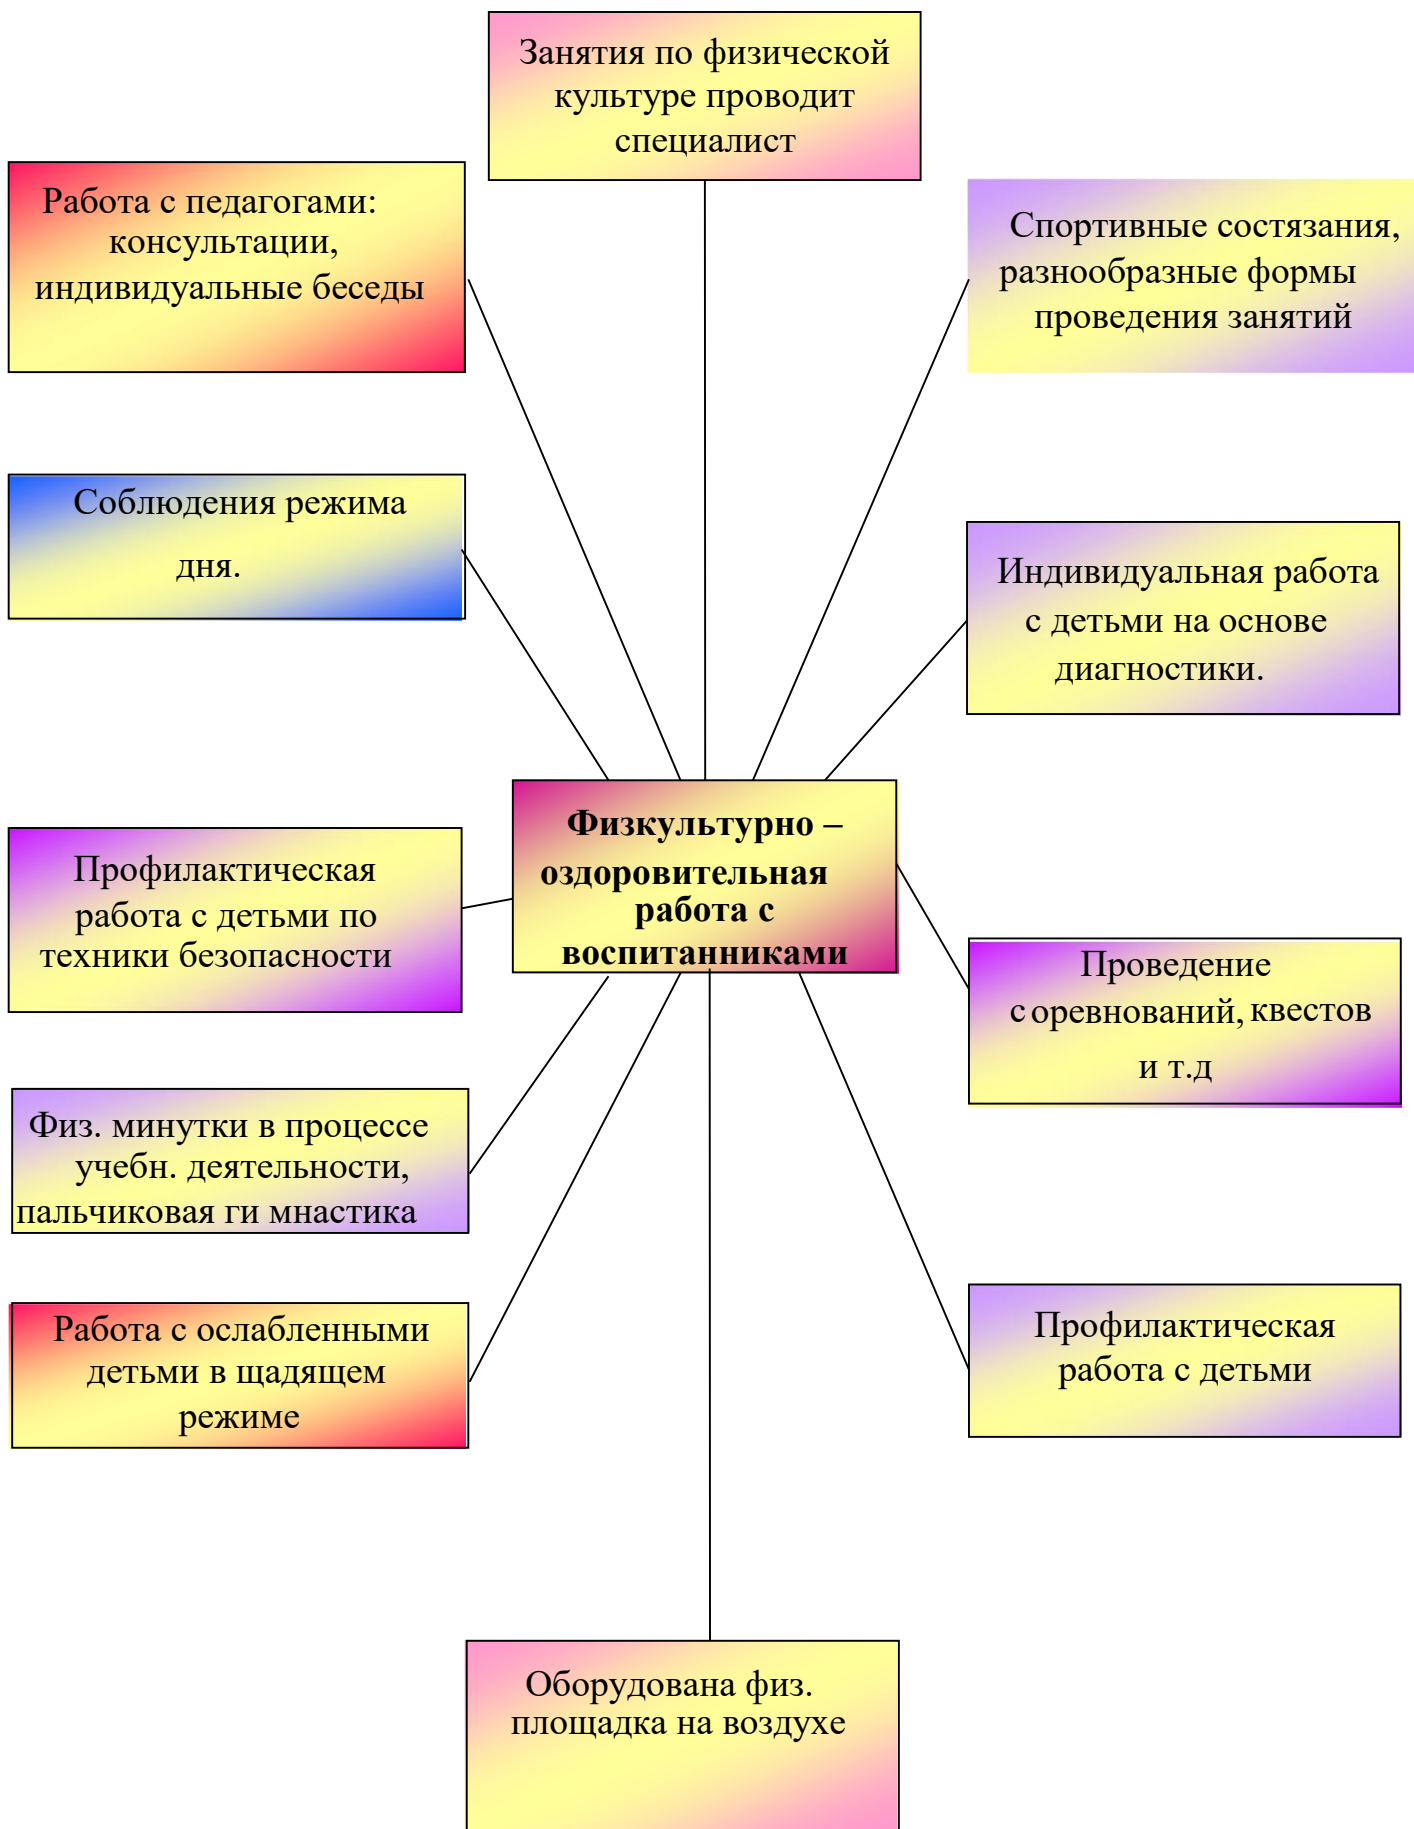 Занятия по физической
культуре проводит
специалист
Работа с педагогами:
консультации,
индивидуальные беседы
Спортивные состязания,
разнообразные формы
проведения занятий
Соблюдения режима
дня.
Индивидуальная работа
с детьми на основе
диагностики.
Физкультурно –
оздоровительная
работа с
воспитанниками
Профилактическая
работа с детьми по
техники безопасности
Проведение
соревнований, квестов
и т.д
Физ. минутки в процессе
учебн. деятельности,
пальчиковая ги мнастика
Работа с ослабленными
детьми в щадящем
режиме
Профилактическая
работа с детьми
Оборудована физ.
площадка на воздухе